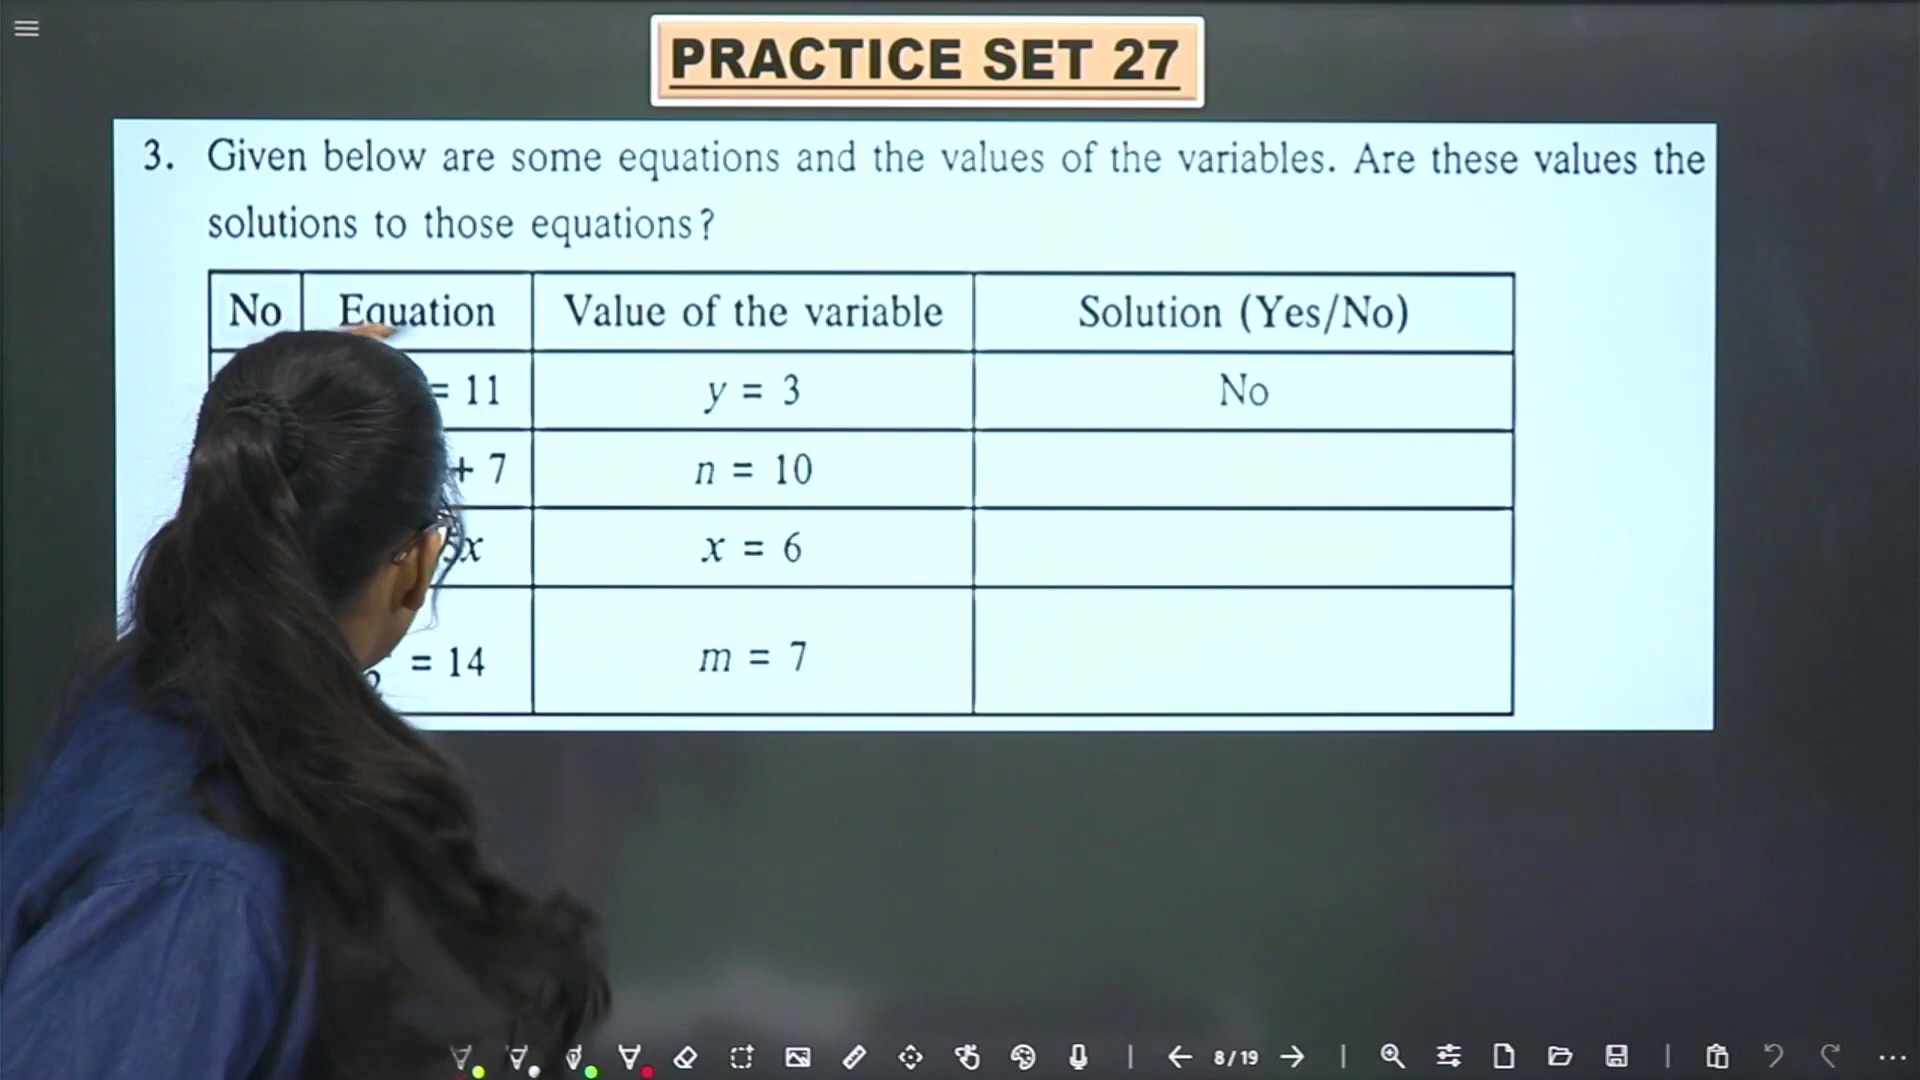 PRACTICE SET 27
3. Given below are some equations and the values of the variables. Are these values the
solutions to those equations?
No Equation Value of the variable Solution (Yes/No)
= 11 y = 3 No
+ 7 n = 10
x x = 6
= 14 m = 7
8/19